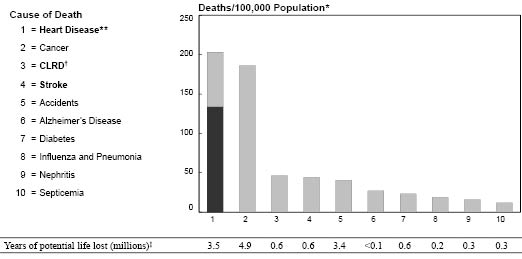 Deaths/100,000 Population*
Cause of Death
1 = Heart Disease**
2 = Cancer
3 = CLRD†
4 = Stroke
5 = Accidents
6 = Alzheimer's Disease
7 = Diabetes
8 = Influenza and Pneumonia
9 = Nephritis
10 = Septicemia
250
200
150
100
50
0
1 2 3 4 5 6 7 8 9 10
Years of potential life lost (millions)‡ 3.5 4.9 0.6 0.6 3.4 <0.1 0.6 0.2 0.3 0.3